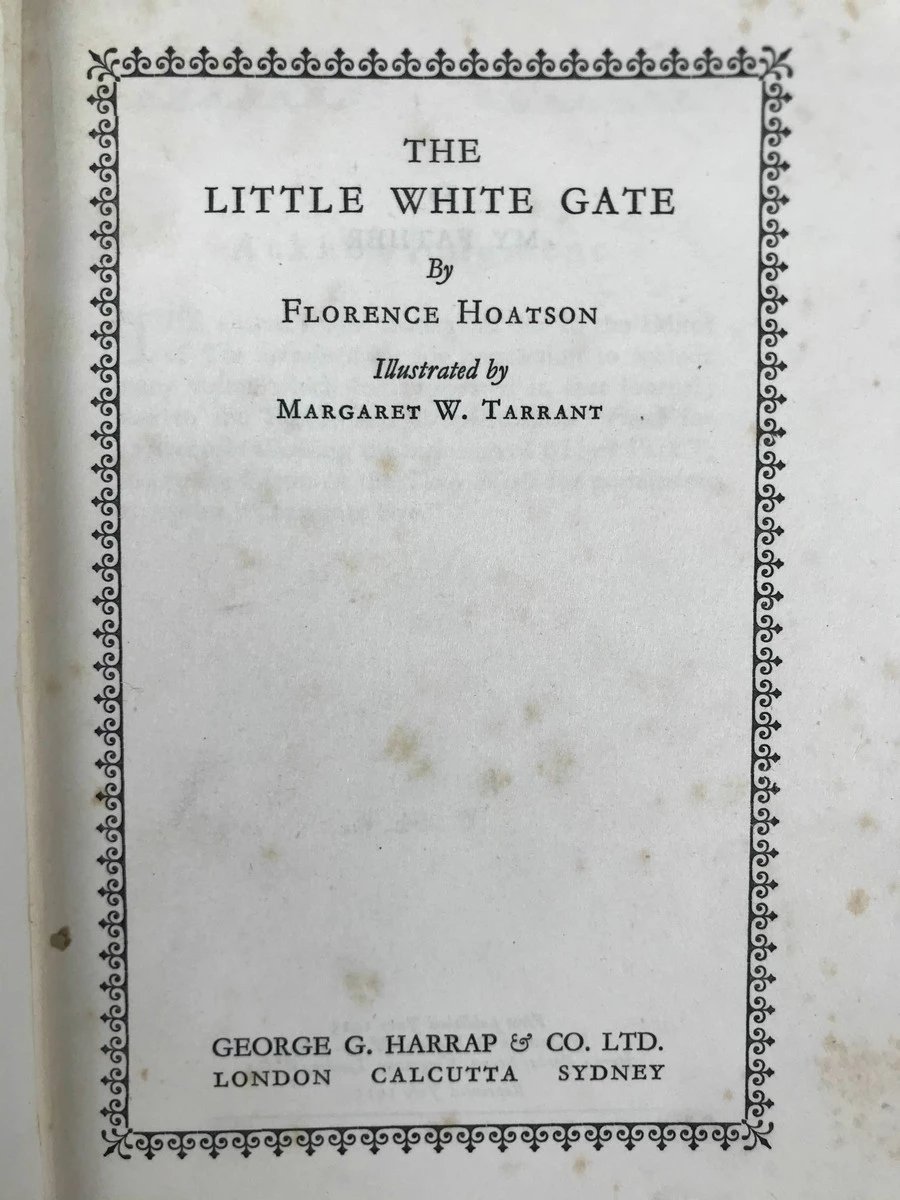 THE
LITTLE WHITE GATE
By
FLORENCE HOATSON
Illustrated by
MARGARET W. TARRANT
GEORGE G. HARRAP & CO. LTD.
LONDON CALCUTTA SYDNEY